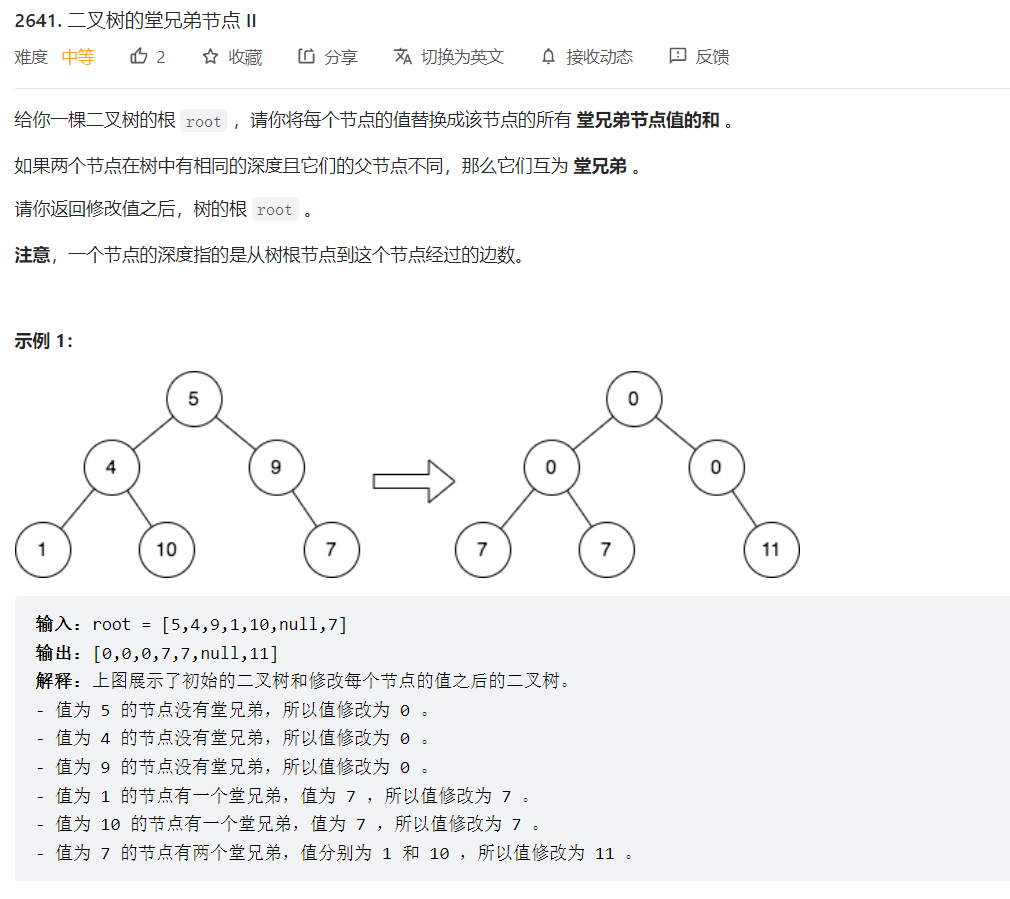 2641. 二叉树的堂兄弟节点 II
难度 中等 2 收藏 分享 切换为英文 接收动态 反馈
给你一棵二叉树的根 root ，请你将每个节点的值替换成该节点的所有 堂兄弟节点值的和 。
如果两个节点在树中有相同的深度且它们的父节点不同，那么它们互为 堂兄弟 。
请你返回修改值之后，树的根 root 。
注意，一个节点的深度指的是从树根节点到这个节点经过的边数。
示例 1：
5 0
4 9 0 0
1 10 7 7 7 11
输入：root = [5,4,9,1,10,null,7]
输出：[0,0,0,7,7,null,11]
解释：上图展示了初始的二叉树和修改每个节点的值之后的二叉树。
- 值为 5 的节点没有堂兄弟，所以值修改为 0 。
- 值为 4 的节点没有堂兄弟，所以值修改为 0 。
- 值为 9 的节点没有堂兄弟，所以值修改为 0 。
- 值为 1 的节点有一个堂兄弟，值为 7 ，所以值修改为 7 。
- 值为 10 的节点有一个堂兄弟，值为 7 ，所以值修改为 7 。
- 值为 7 的节点有两个堂兄弟，值分别为 1 和 10 ，所以值修改为 11 。